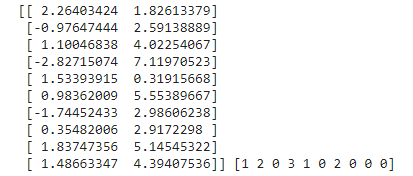 [[ 2.26403424 1.82613379]
[-0.97647444 2.59138889]
[ 1.10046838 4.02254067]
[-2.82715074 7.11970523]
[ 1.53393915 0.31915668]
[ 0.98362009 5.55389667]
[-1.74452433 2.98606238]
[ 0.35482006 2.9172298 ]
[ 1.83747356 5.14545322]
[ 1.48663347 4.39407536]] [1 2 0 3 1 0 2 0 0 0]